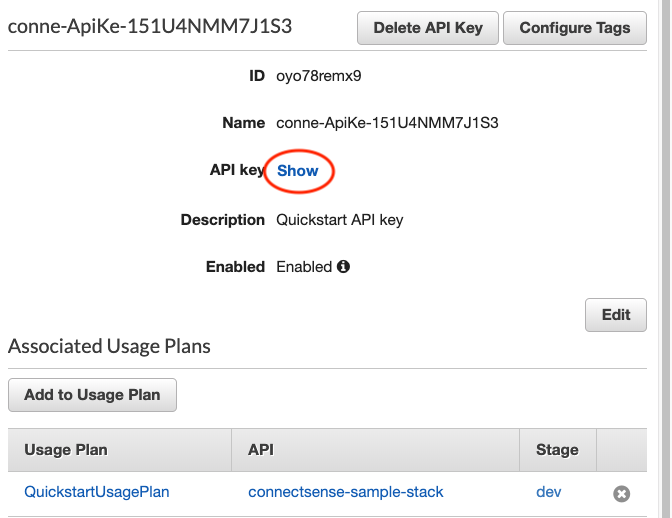 conne-ApiKe-151U4NMM7J1S3 Delete API Key Configure Tags
ID oyo78remx9
Name conne-ApiKe-151U4NMM7J1S3
API key Show
Description Quickstart API key
Enabled Enabled
Edit
Associated Usage Plans
Add to Usage Plan
Usage Plan API Stage
QuickstartUsagePlan connectsense-sample-stack dev